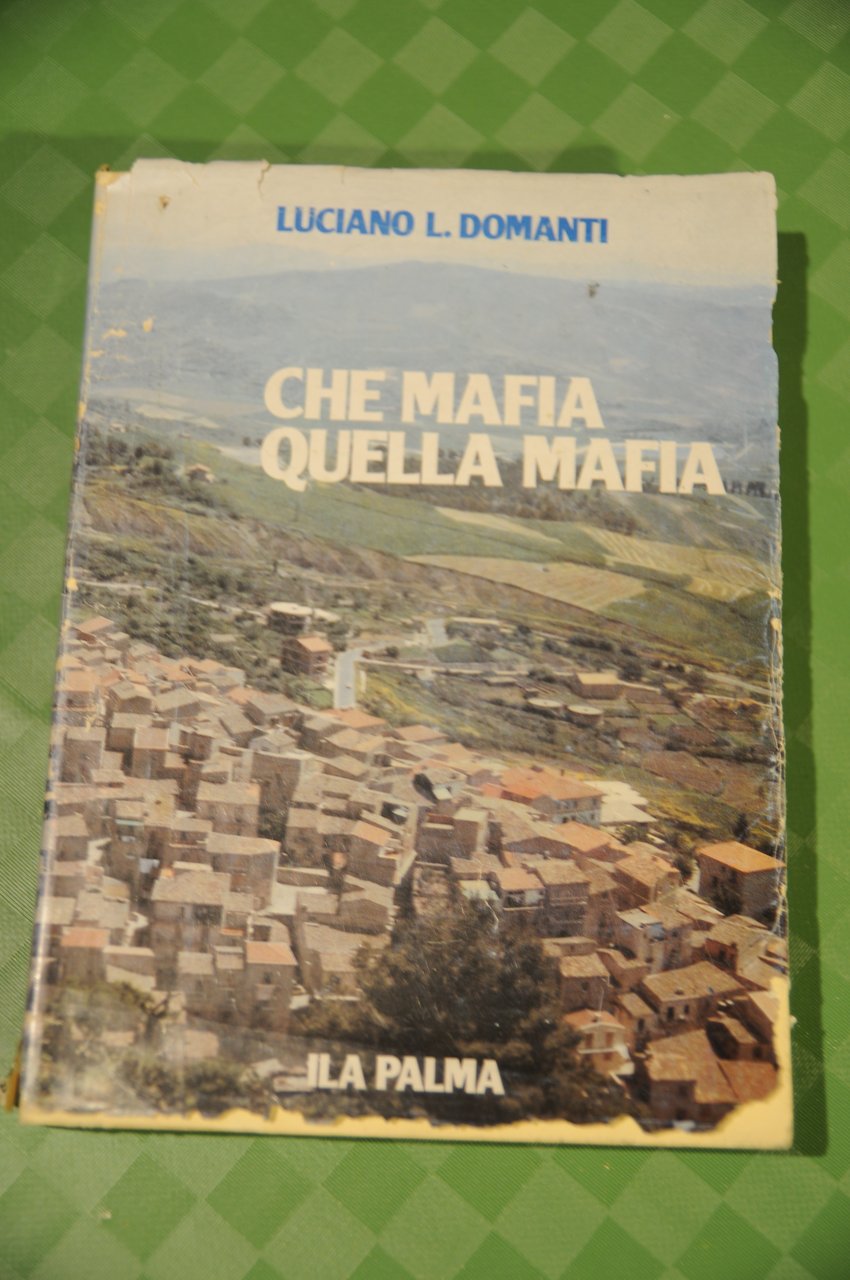 LUCIANO L. DOMANTI
CHE MAFIA
QUELLA MAFIA
ILA PALMA